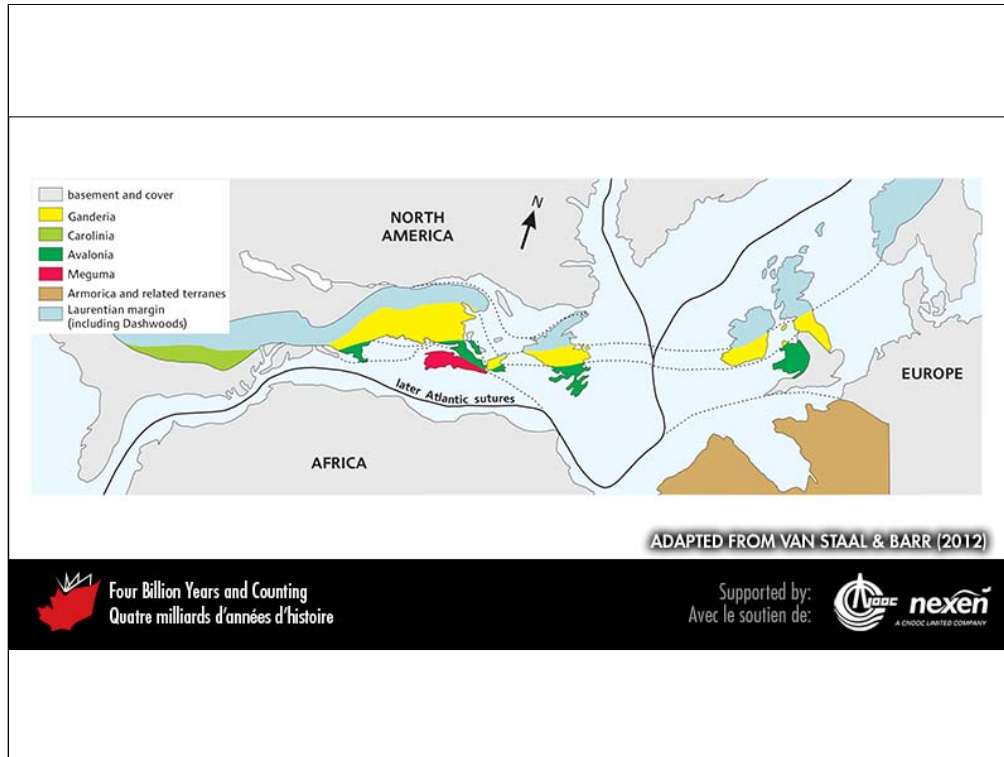 basement and cover
Ganderia
Carolinia
Avalonia
Meguma
Armorica and related terranes
Laurentian margin
(including Dashwoods)
NORTH
AMERICA
N
EUROPE
later Atlantic sutures
AFRICA
ADAPTED FROM VAN STAAL & BARR (2012)
Four Billion Years and Counting
Quatre milliards d'années d'histoire
Supported by:
Avec le soutien de:
CNOOC nexen
A CNOOC LIMITED COMPANY